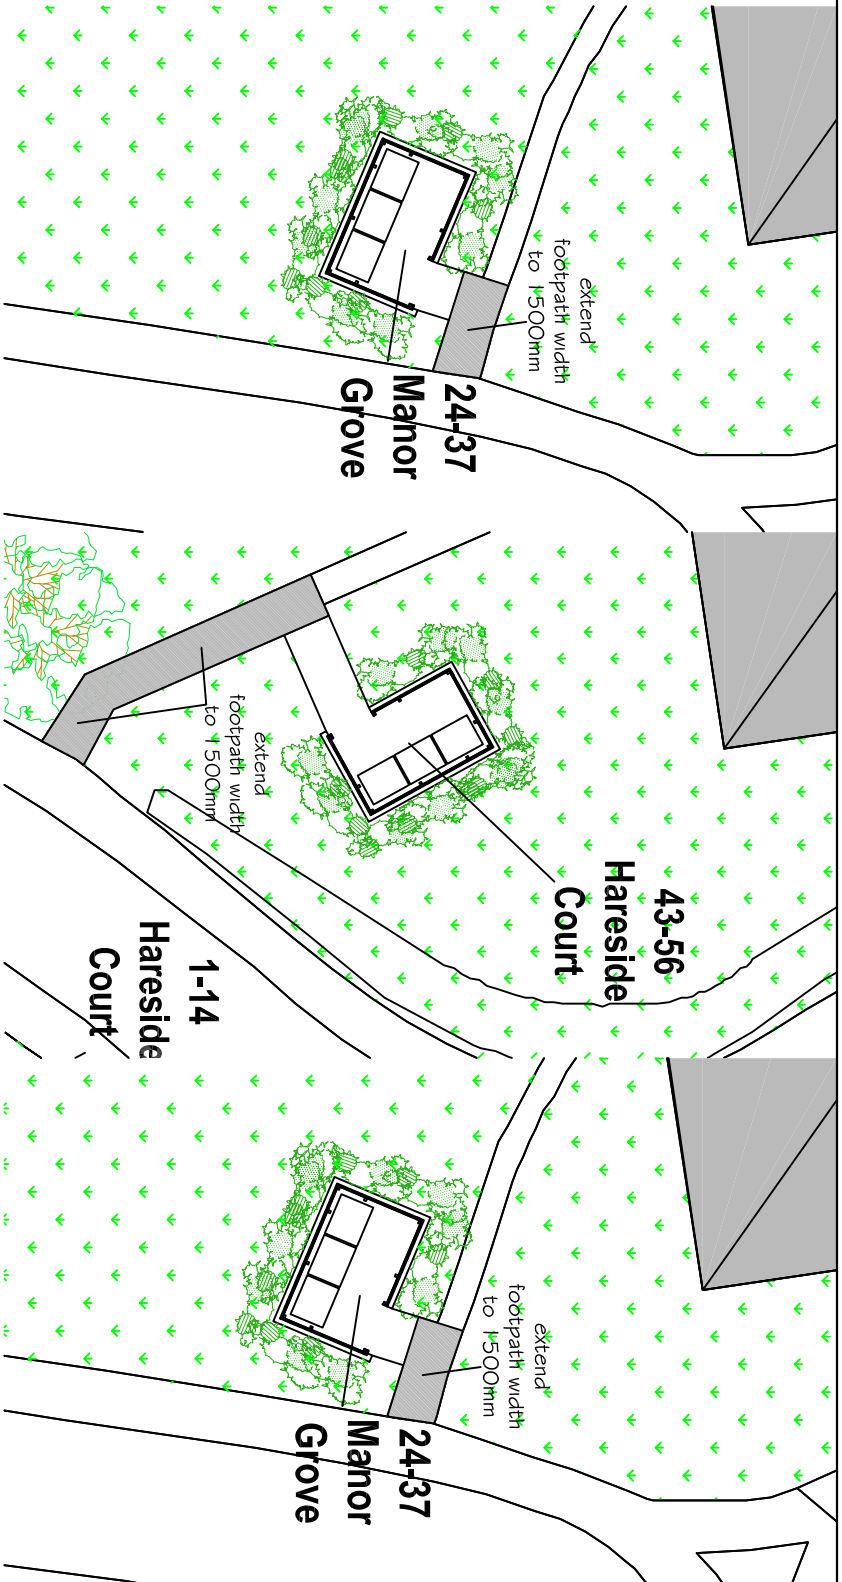 extend
footpath width
to 1500mm
24-37
Manor
Grove
extend
footpath width
to 1500mm
43-56
Hareside
Court
1-14
Hareside
Court
extend
footpath width
to 1500mm
24-37
Manor
Grove